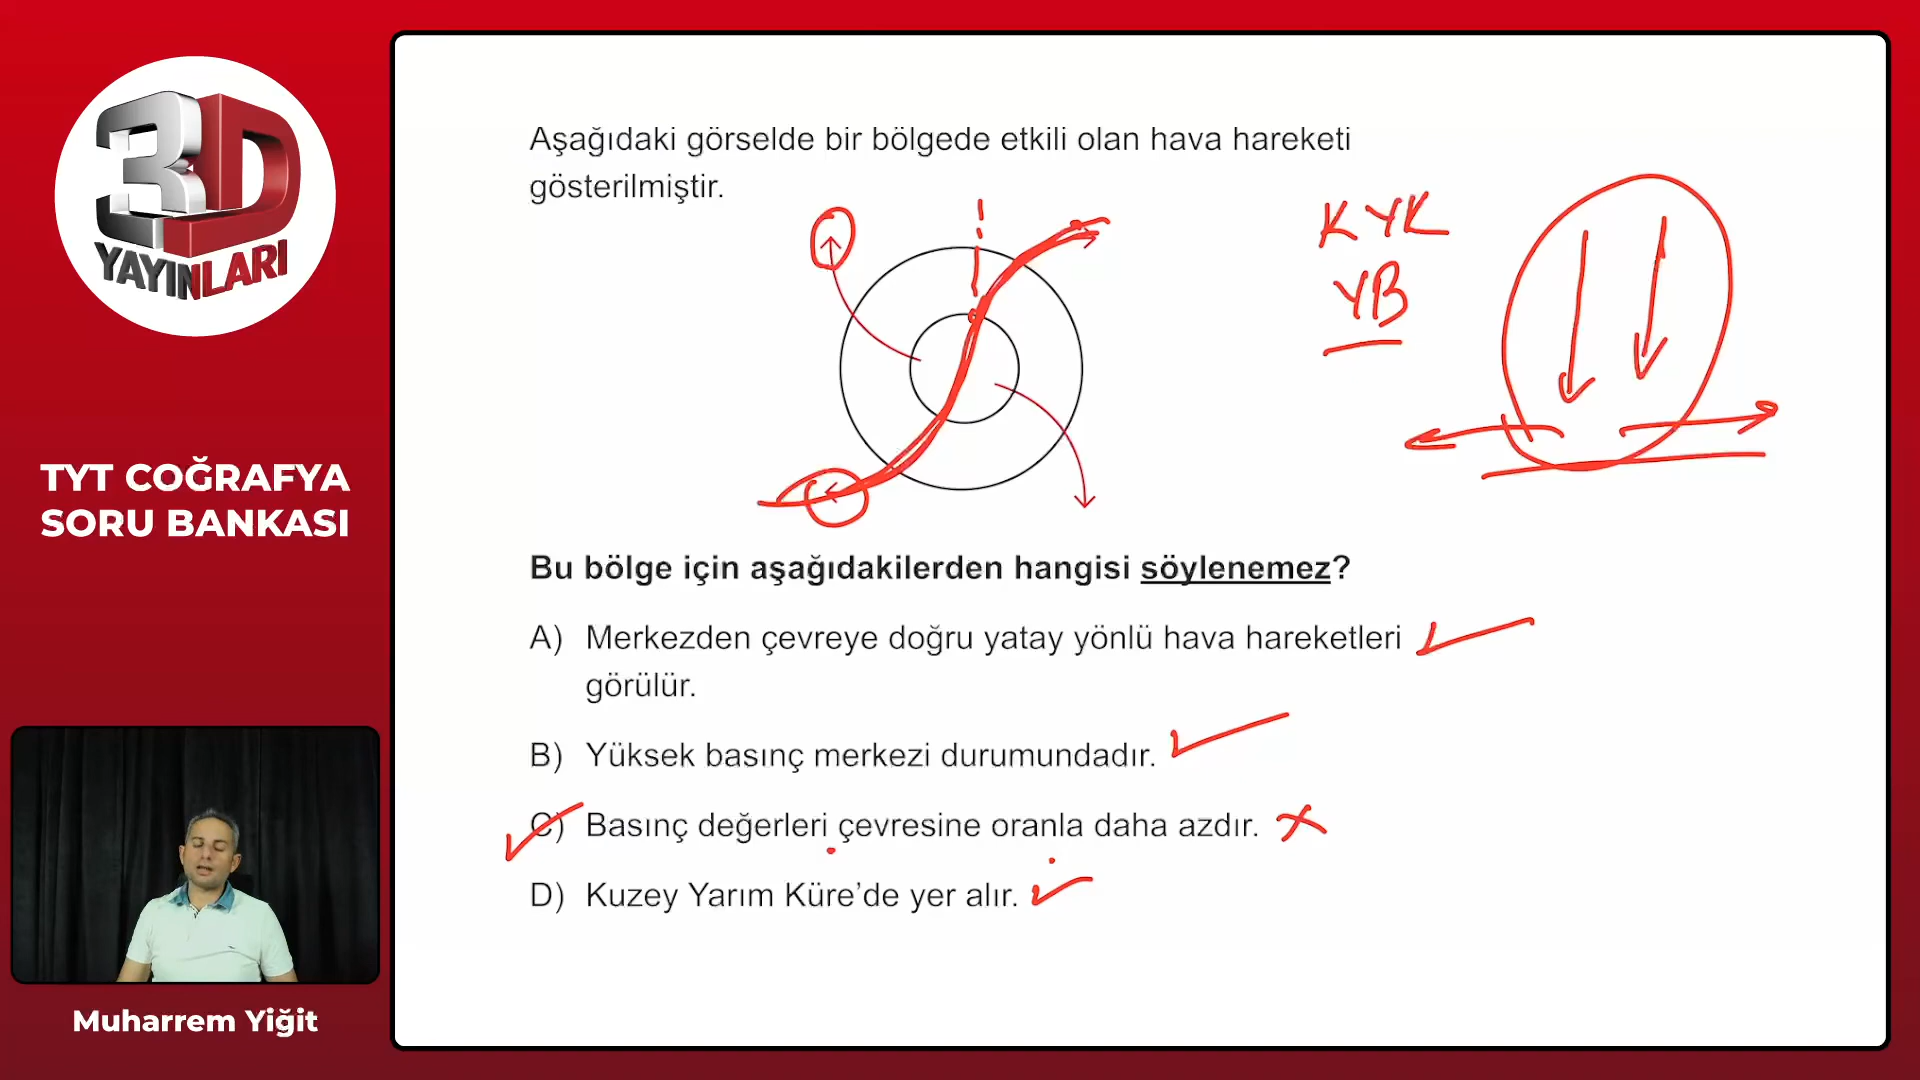 3D
YAYINLARI
TYT COĞRAFYA
SORU BANKASI
Muharrem Yiğit
Aşağıdaki görselde bir bölgede etkili olan hava hareketi
gösterilmiştir.
KYK
YB
Bu bölge için aşağıdakilerden hangisi söylenemez?
A) Merkezden çevreye doğru yatay yönlü hava hareketleri
görülür.
B) Yüksek basınç merkezi durumundadır.
C) Basınç değerleri çevresine oranla daha azdır.
D) Kuzey Yarım Küre’de yer alır.